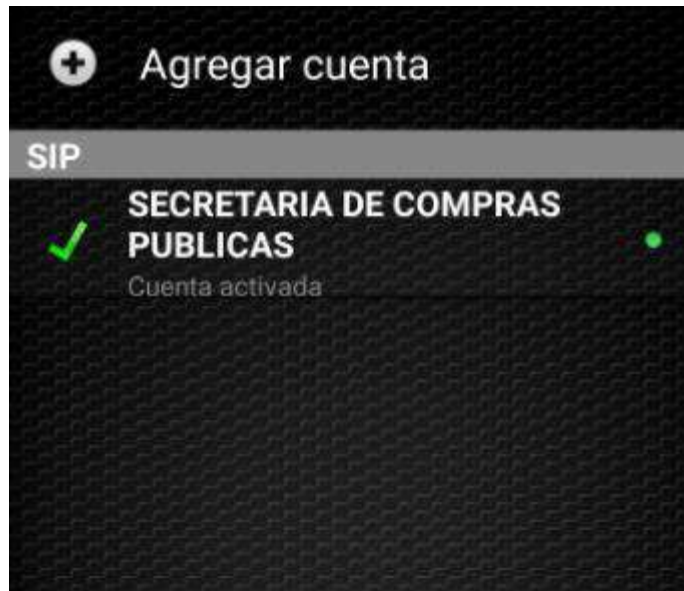 Agregar cuenta
SIP
SECRETARIA DE COMPRAS
PUBLICAS
Cuenta activada